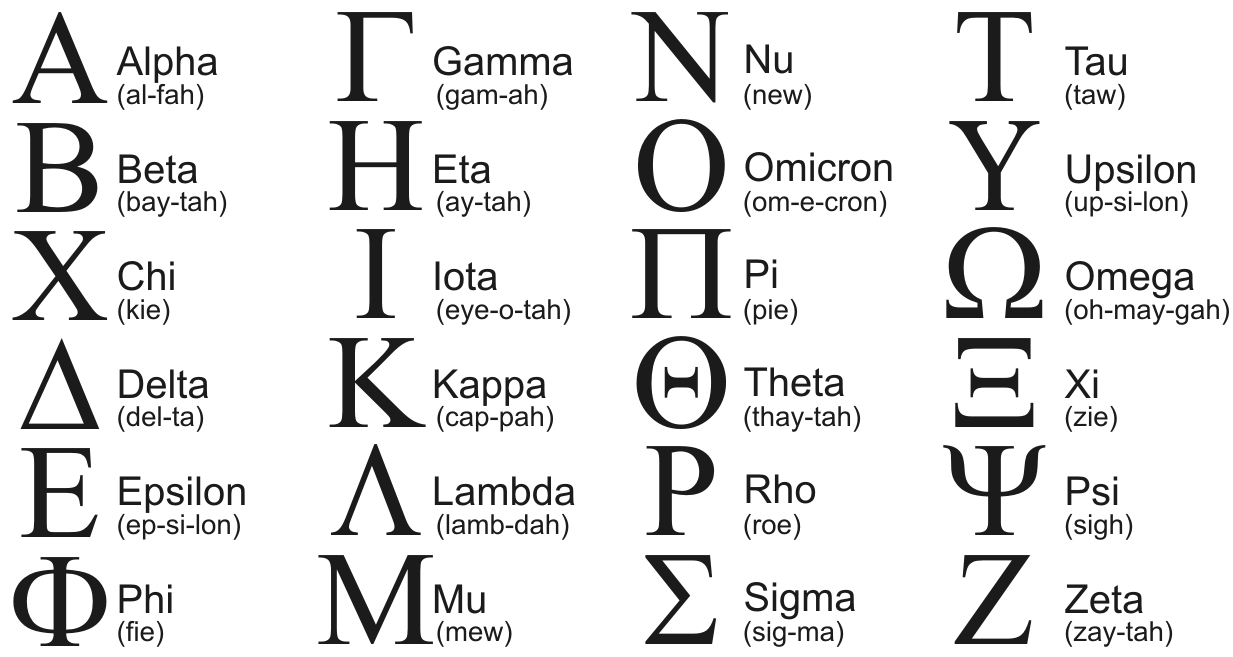 Α Alpha
(al-fah)
Β Beta
(bay-tah)
Χ Chi
(kie)
Δ Delta
(del-ta)
Ε Epsilon
(ep-si-lon)
Φ Phi
(fie)
Γ Gamma
(gam-ah)
Η Eta
(ay-tah)
Ι Iota
(eye-o-tah)
Κ Kappa
(cap-pah)
Λ Lambda
(lamb-dah)
Μ Mu
(mew)
Ν Nu
(new)
Ο Omicron
(om-e-cron)
Π Pi
(pie)
Θ Theta
(thay-tah)
Ρ Rho
(roe)
Σ Sigma
(sig-ma)
Τ Tau
(taw)
Υ Upsilon
(up-si-lon)
Ω Omega
(oh-may-gah)
Ξ Xi
(zie)
Ψ Psi
(sigh)
Ζ Zeta
(zay-tah)